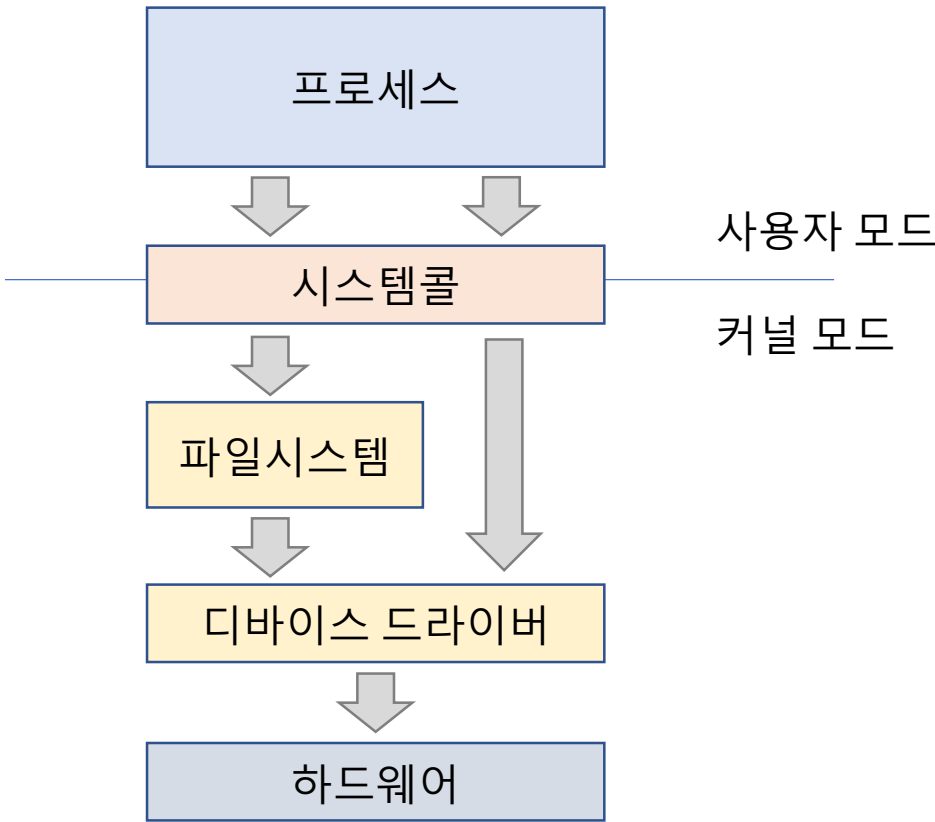 프로세스
사용자 모드
시스템콜
커널 모드
파일시스템
디바이스 드라이버
하드웨어